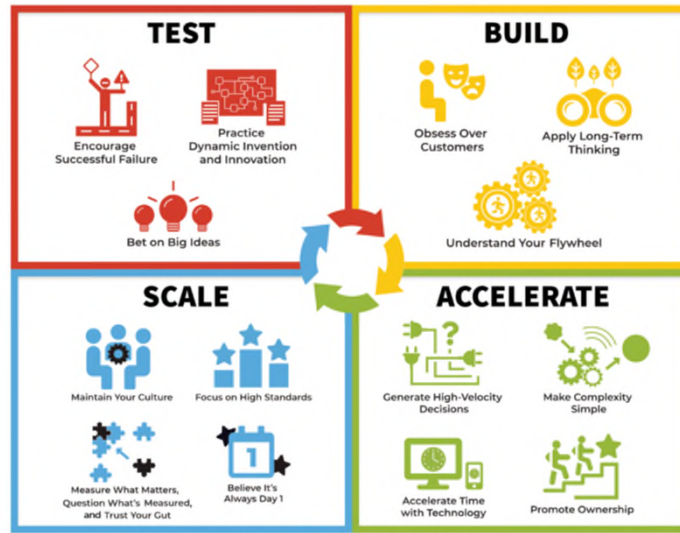 TEST
Encourage
Successful Failure
Practice
Dynamic Invention
and Innovation
Bet on Big Ideas
BUILD
Obsess Over
Customers
Apply Long-Term
Thinking
Understand Your Flywheel
SCALE
Maintain Your Culture
Focus on High Standards
Measure What Matters,
Question What's Measured,
and Trust Your Gut
1
Believe It's
Always Day 1
ACCELERATE
?
Generate High-Velocity
Decisions
Make Complexity
Simple
Accelerate Time
with Technology
Promote Ownership